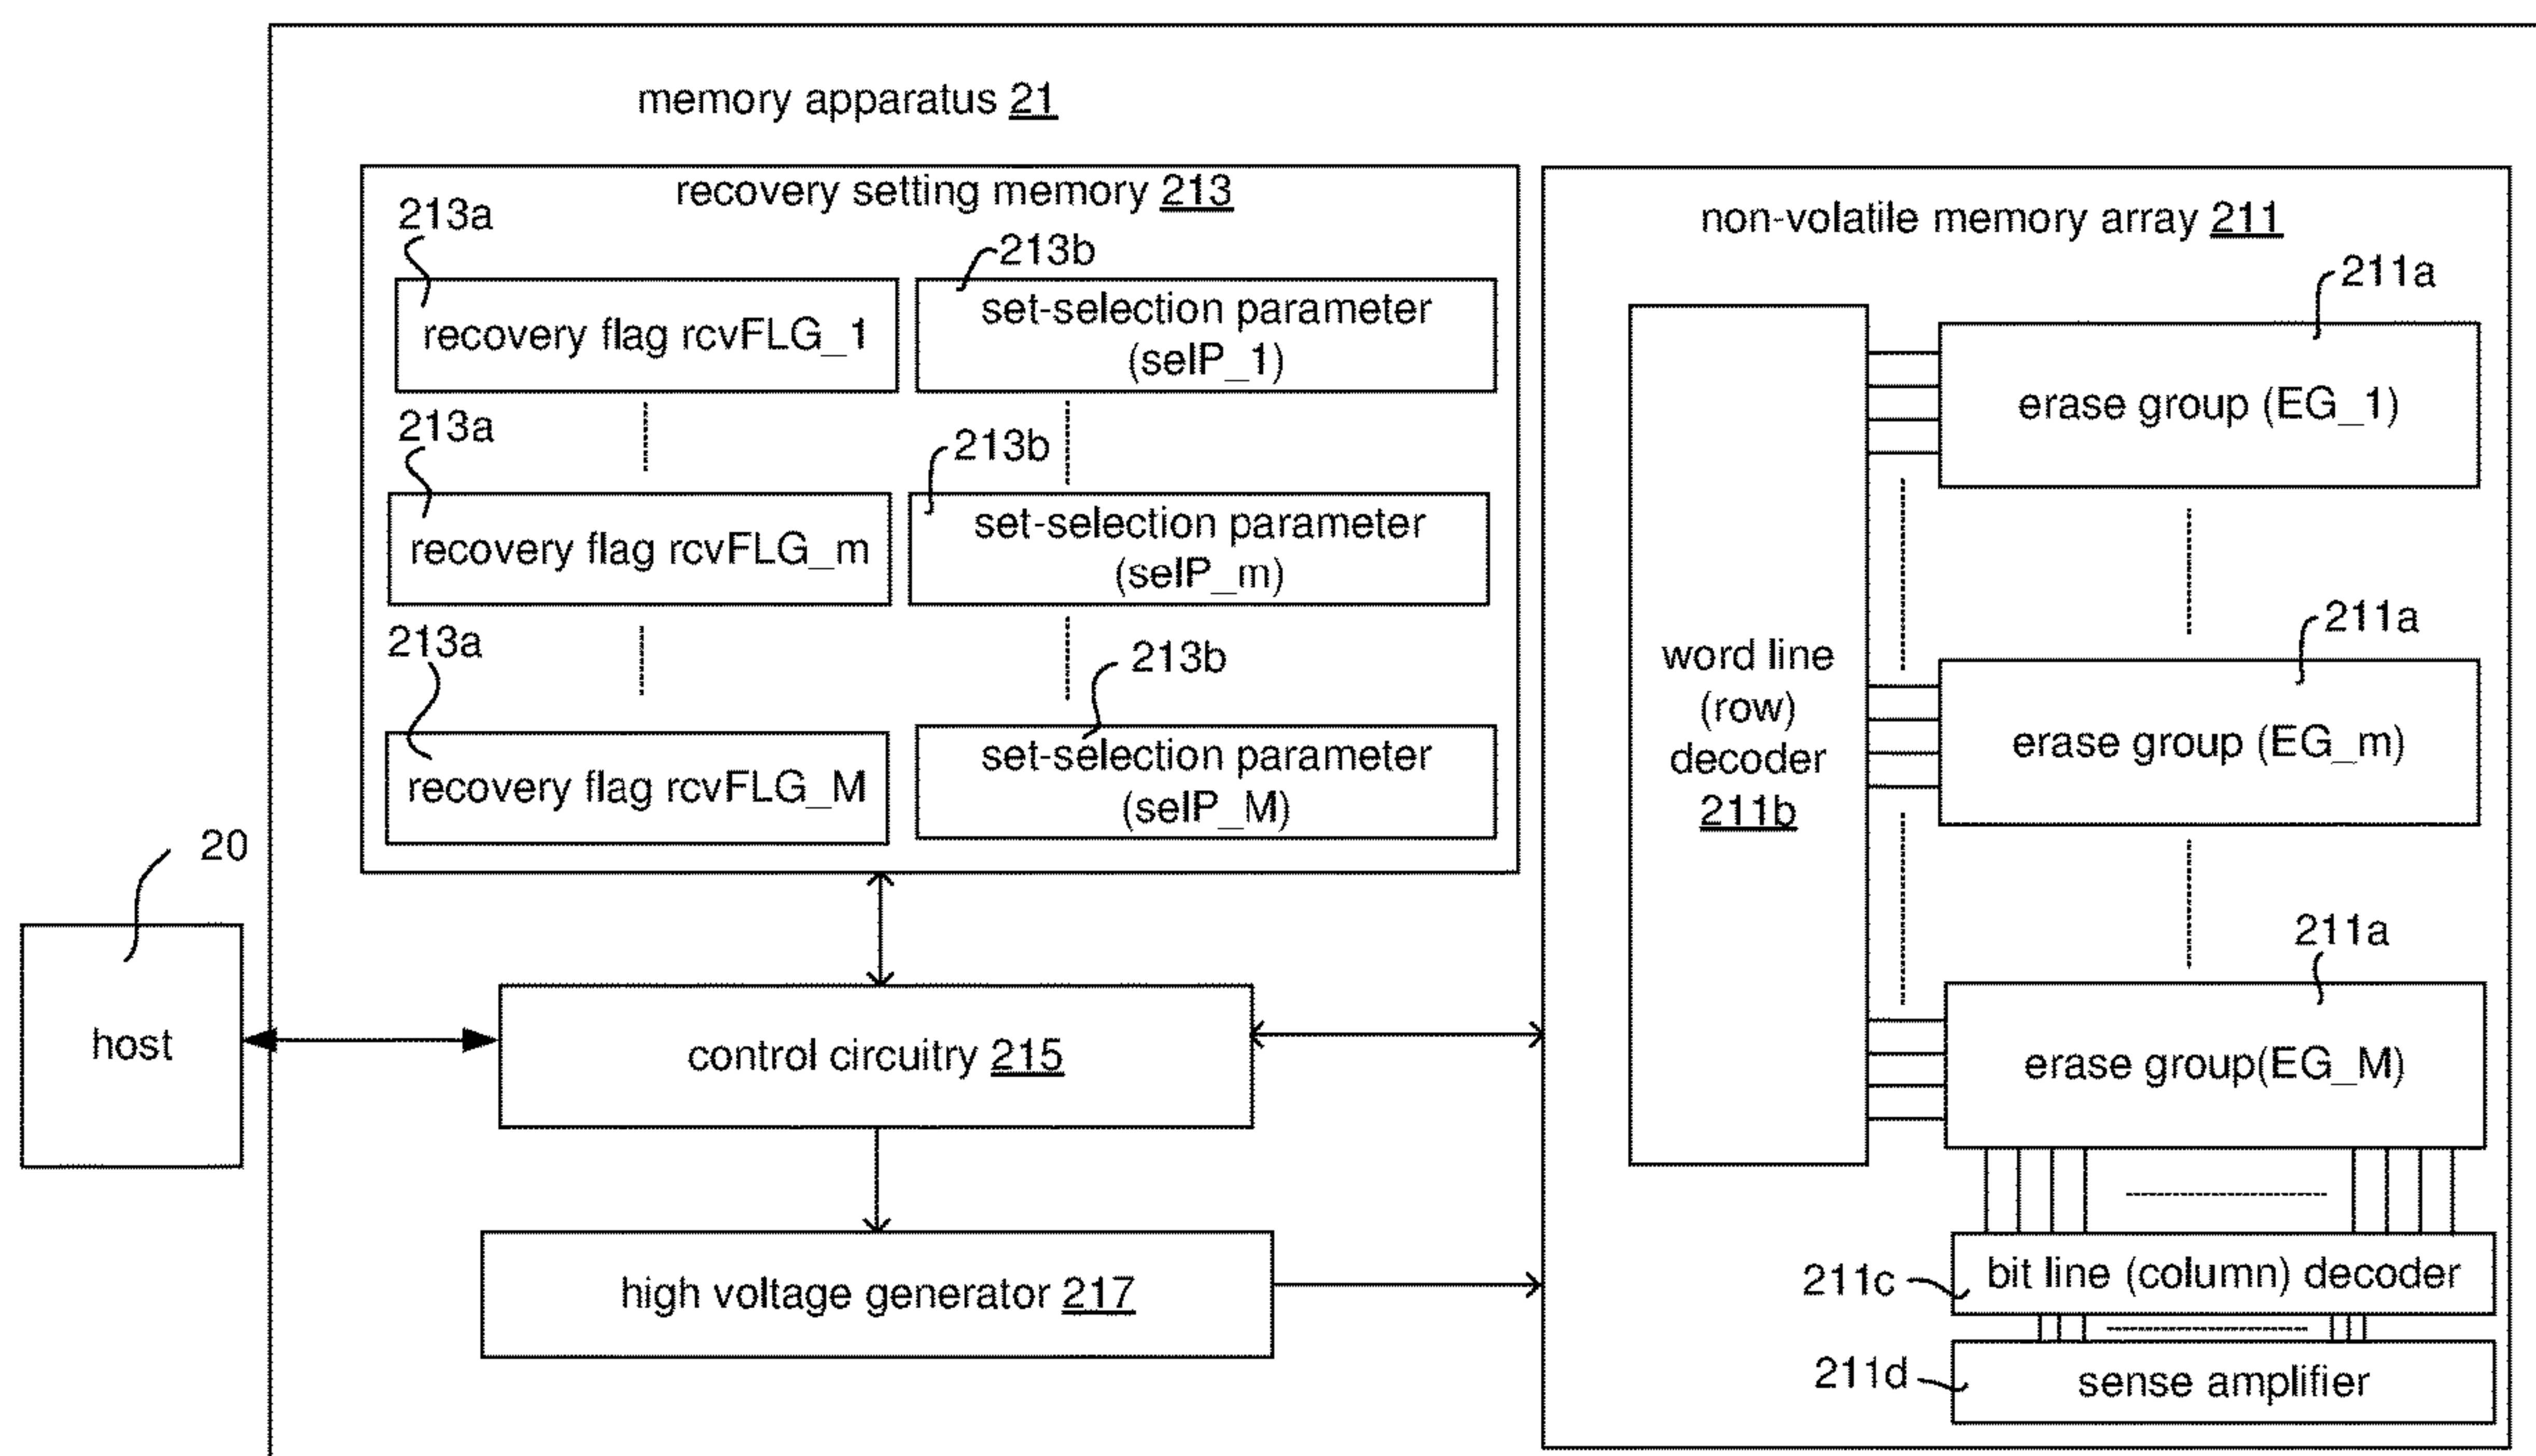 memory apparatus 21
recovery setting memory 213
213a
213b
recovery flag rcvFLG_1
set-selection parameter
(selP_1)
213a
213b
recovery flag rcvFLG_m
set-selection parameter
(selP_m)
213a
213b
recovery flag rcvFLG_M
set-selection parameter
(selP_M)
20
host
control circuitry 215
high voltage generator 217
non-volatile memory array 211
211a
erase group (EG_1)
211a
word line
(row)
decoder
211b
erase group (EG_m)
211a
erase group(EG_M)
211c
bit line (column) decoder
211d
sense amplifier